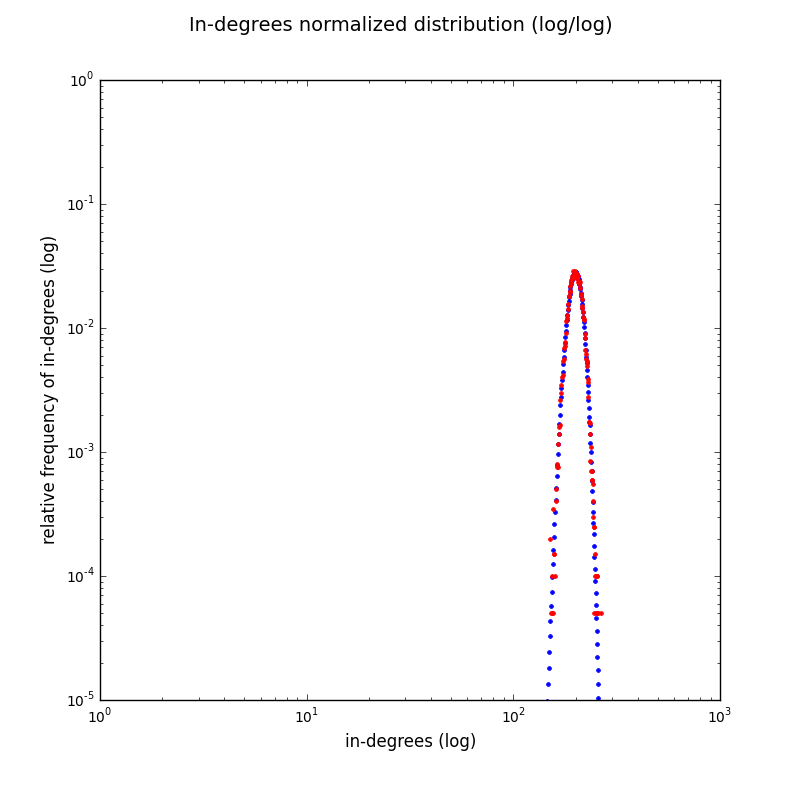 In-degrees normalized distribution (log/log)
relative frequency of in-degrees (log)
10^0
10^-1
10^-2
10^-3
10^-4
10^-5
10^0 10^1 10^2 10^3
in-degrees (log)